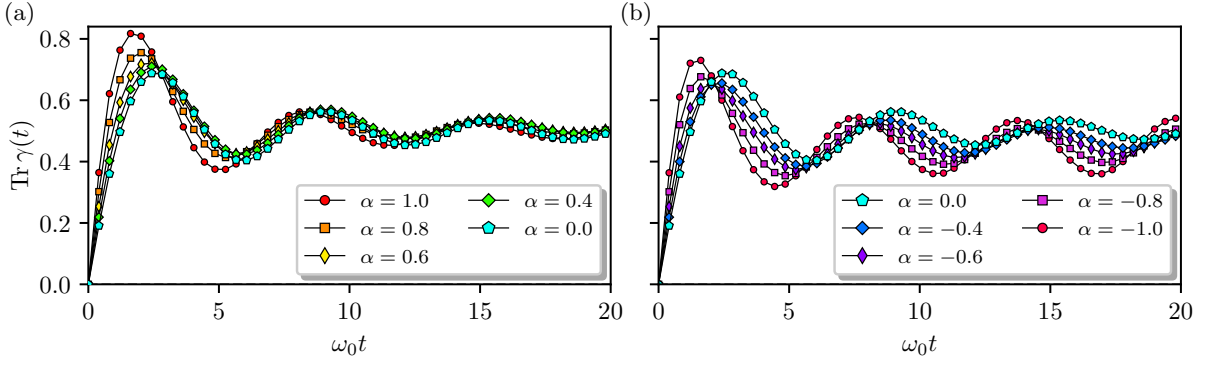 (a)
Tr γ(t)
0.8
0.6
0.4
0.2
0.0
0 5 10 15 20
ω₀t
α = 1.0
α = 0.8
α = 0.6
α = 0.4
α = 0.0
(b)
0 5 10 15 20
ω₀t
α = 0.0
α = −0.4
α = −0.6
α = −0.8
α = −1.0